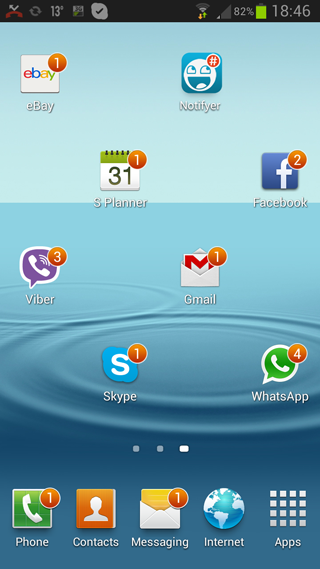 13° 82% 18:46
ebay 1
#
eBay
Notifyer
31 1
2
S Planner
Facebook
3
1
Viber
Gmail
1
4
Skype
WhatsApp
1
1
Phone
Contacts
Messaging
Internet
Apps